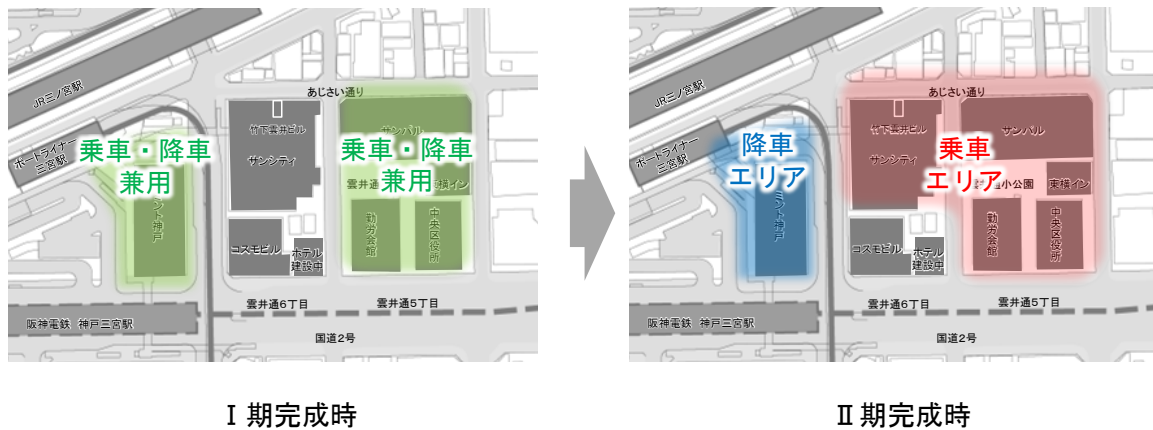 あじさい通り
JR三ノ宮駅
竹下雲井ビル
サンパル
ポートライナー
三宮駅
乗車・降車
兼用
サンシティ
乗車・降車
兼用
雲井通
東横イン
ミント神戸
勤労会館
中央区役所
コスモビル
ホテル
建設中
雲井通6丁目
雲井通5丁目
阪神電鉄 神戸三宮駅
国道2号
Ⅰ期完成時
あじさい通り
JR三ノ宮駅
竹下雲井ビル
サンパル
ポートライナー
三宮駅
降車
エリア
サンシティ
乗車
エリア
雲井通小公園
東横イン
ミント神戸
勤労会館
中央区役所
コスモビル
ホテル
建設中
雲井通6丁目
雲井通5丁目
阪神電鉄 神戸三宮駅
国道2号
Ⅱ期完成時